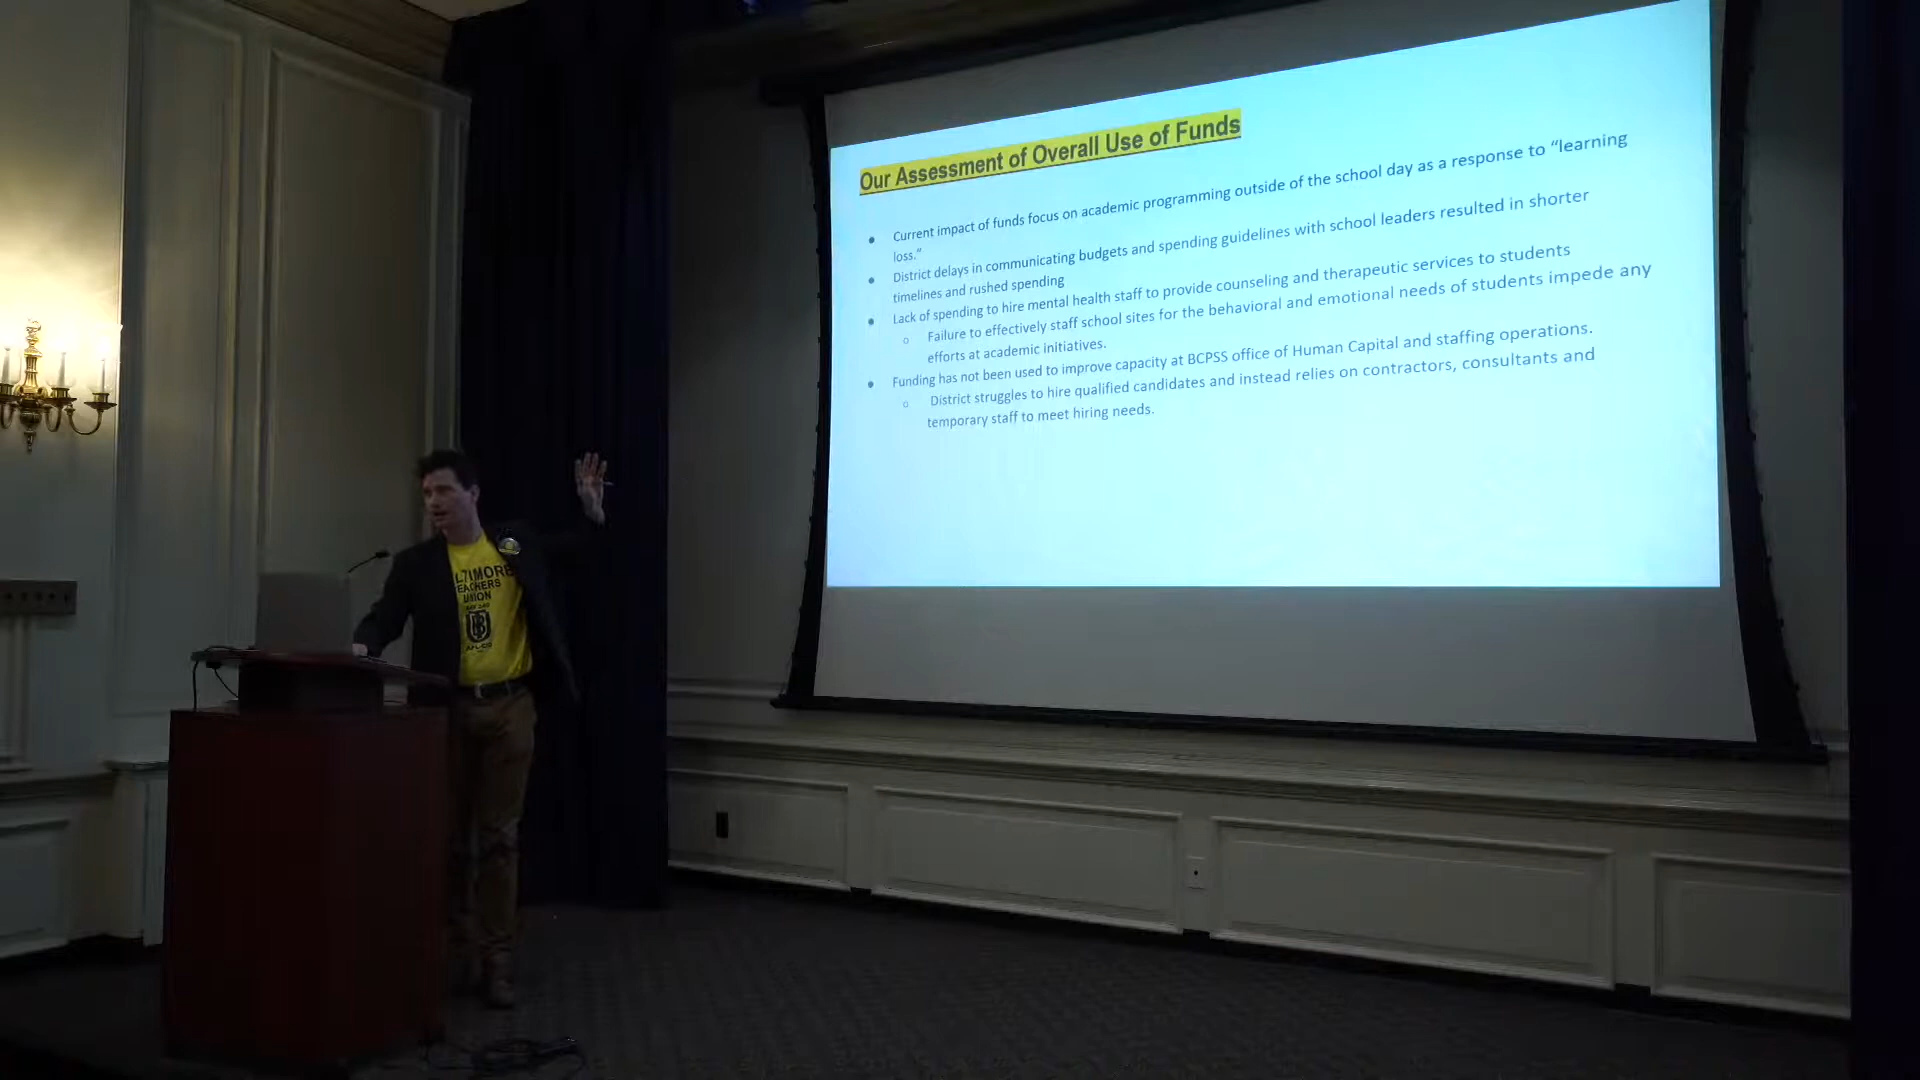 Our Assessment of Overall Use of Funds
● Current impact of funds focus on academic programming outside of the school day as a response to “learning
loss.”
● District delays in communicating budgets and spending guidelines with school leaders resulted in shorter
timelines and rushed spending
● Lack of spending to hire mental health staff to provide counseling and therapeutic services to students
○ Failure to effectively staff school sites for the behavioral and emotional needs of students impede any
efforts at academic initiatives.
● Funding has not been used to improve capacity at BCPSS office of Human Capital and staffing operations.
○ District struggles to hire qualified candidates and instead relies on contractors, consultants and
temporary staff to meet hiring needs.
LTIMORE
EACHERS
UNION
AFL-CIO